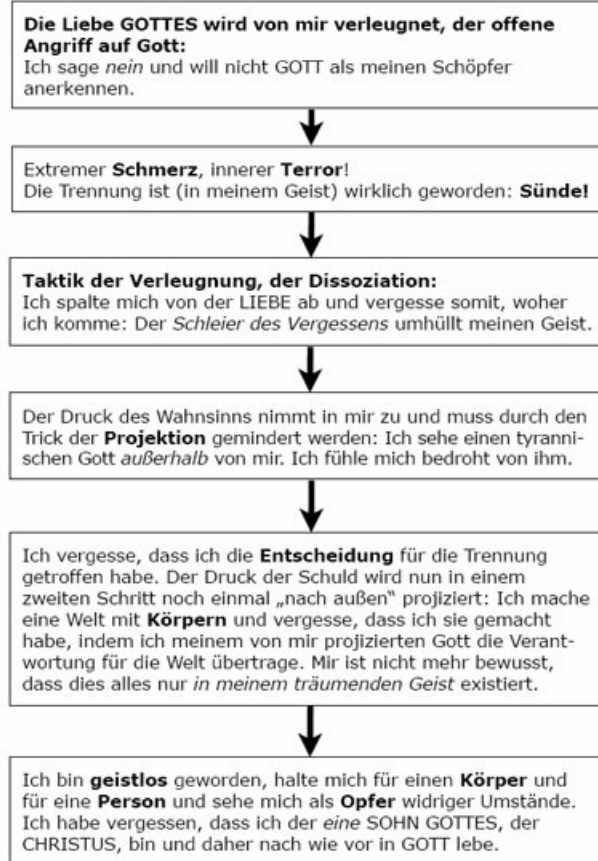 Die Liebe GOTTES wird von mir verleugnet, der offene
Angriff auf Gott:
Ich sage nein und will nicht GOTT als meinen Schöpfer
anerkennen.
Extremer Schmerz, innerer Terror!
Die Trennung ist (in meinem Geist) wirklich geworden: Sünde!
Taktik der Verleugnung, der Dissoziation:
Ich spalte mich von der LIEBE ab und vergesse somit, woher
ich komme: Der Schleier des Vergessens umhüllt meinen Geist.
Der Druck des Wahnsinns nimmt in mir zu und muss durch den
Trick der Projektion gemindert werden: Ich sehe einen tyranni-
schen Gott außerhalb von mir. Ich fühle mich bedroht von ihm.
Ich vergesse, dass ich die Entscheidung für die Trennung
getroffen habe. Der Druck der Schuld wird nun in einem
zweiten Schritt noch einmal „nach außen“ projiziert: Ich mache
eine Welt mit Körpern und vergesse, dass ich sie gemacht
habe, indem ich meinem von mir projizierten Gott die Verant-
wortung für die Welt übertrage. Mir ist nicht mehr bewusst,
dass dies alles nur in meinem träumenden Geist existiert.
Ich bin geistlos geworden, halte mich für einen Körper und
für eine Person und sehe mich als Opfer widriger Umstände.
Ich habe vergessen, dass ich der eine SOHN GOTTES, der
CHRISTUS, bin und daher nach wie vor in GOTT lebe.